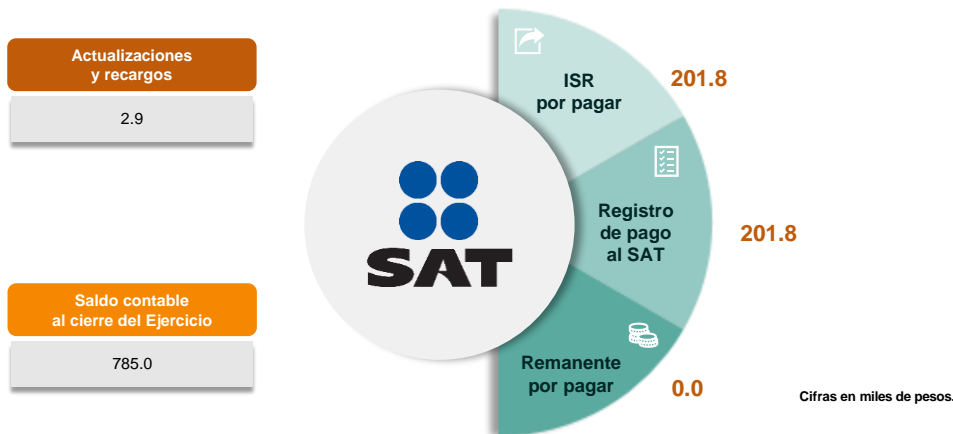 Actualizaciones
y recargos
2.9
Saldo contable
al cierre del Ejercicio
785.0
SAT
ISR
por pagar
201.8
Registro
de pago
al SAT
201.8
Remanente
por pagar
0.0
Cifras en miles de pesos.